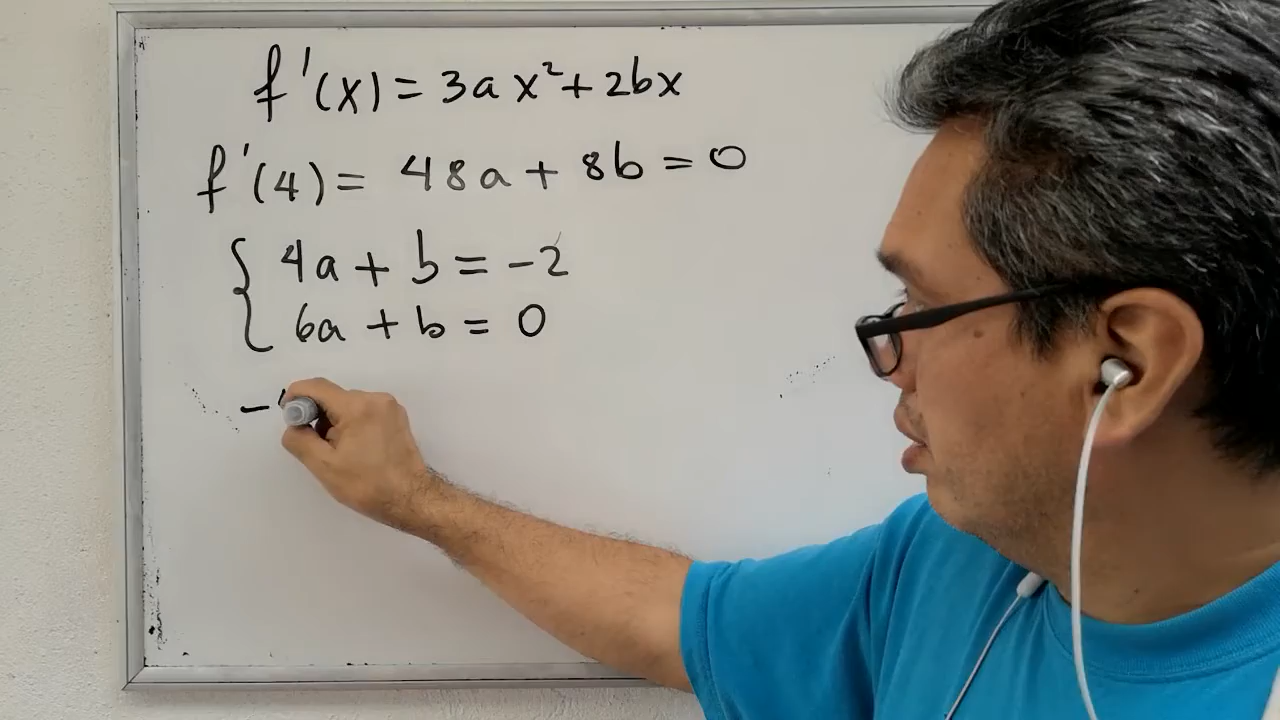 f'(x) = 3ax² + 2bx
f'(4) = 48a + 8b = 0
{ 4a + b = -2
6a + b = 0
-